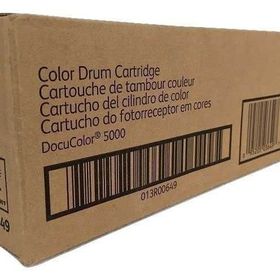 Color Drum Cartridge
Cartouche de tambour couleur
Cartucho del cilindro de color
Cartucho do fotorreceptor em cores
DocuColor® 5000
013R00649
49